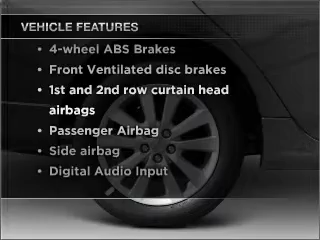 VEHICLE FEATURES
• 4-wheel ABS Brakes
• Front Ventilated disc brakes
• 1st and 2nd row curtain head
airbags
• Passenger Airbag
• Side airbag
• Digital Audio Input